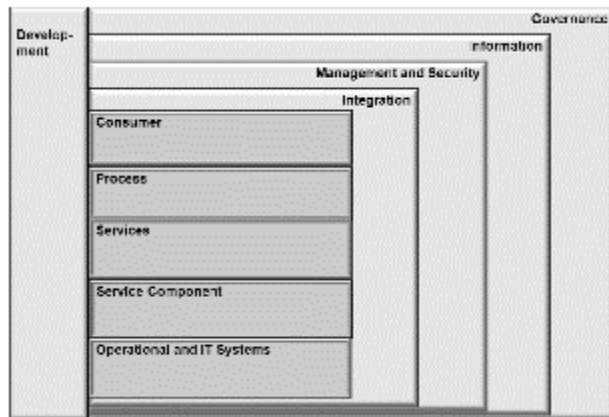 Governance
Develop-
ment
Information
Management and Security
Integration
Consumer
Process
Services
Service Component
Operational and IT Systems